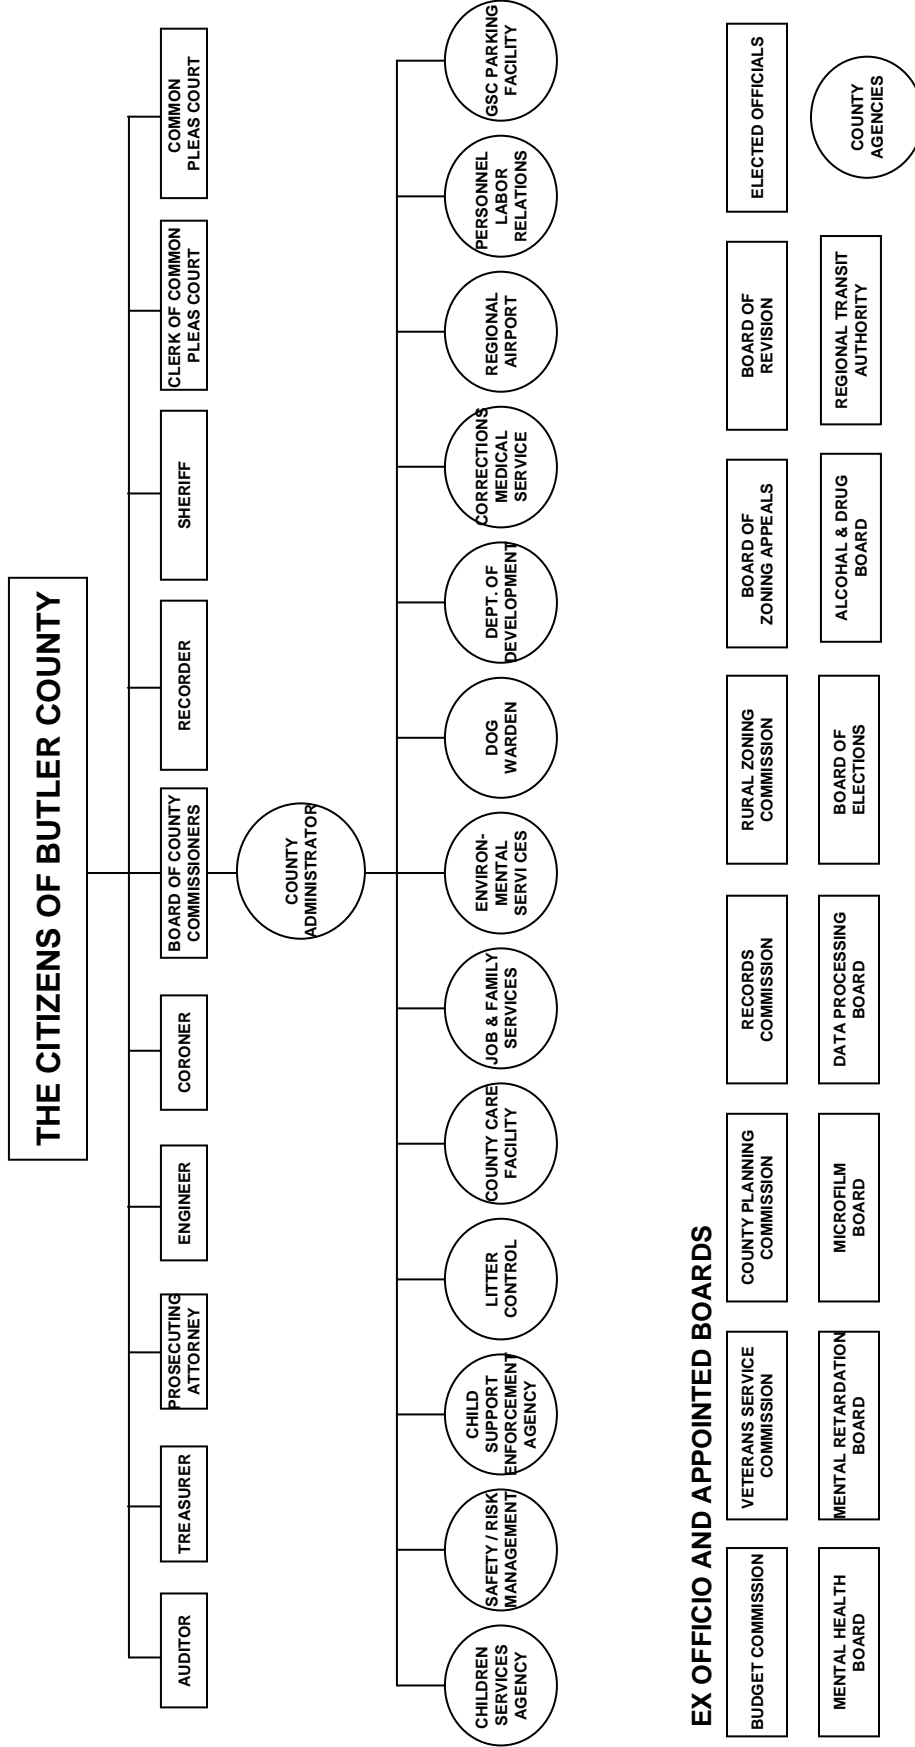 THE CITIZENS OF BUTLER COUNTY
AUDITOR
TREASURER
PROSECUTING
ATTORNEY
ENGINEER
CORONER
BOARD OF COUNTY
COMMISSIONERS
RECORDER
SHERIFF
CLERK OF COMMON
PLEAS COURT
COMMON
PLEAS COURT
COUNTY
ADMINISTRATOR
CHILDREN
SERVICES
AGENCY
SAFETY / RISK
MANAGEMENT
CHILD
SUPPORT
ENFORCEMENT
AGENCY
LITTER
CONTROL
COUNTY CARE
FACILITY
JOB & FAMILY
SERVICES
ENVIRON-
MENTAL
SERVICES
DOG
WARDEN
DEPT. OF
DEVELOPMENT
CORRECTIONS
MEDICAL
SERVICE
REGIONAL
AIRPORT
PERSONNEL
LABOR
RELATIONS
GSC PARKING
FACILITY
EX OFFICIO AND APPOINTED BOARDS
BUDGET COMMISSION
VETERANS SERVICE
COMMISSION
COUNTY PLANNING
COMMISSION
RECORDS
COMMISSION
RURAL ZONING
COMMISSION
BOARD OF
ZONING APPEALS
BOARD OF
REVISION
ELECTED OFFICIALS
MENTAL HEALTH
BOARD
MENTAL RETARDATION
BOARD
MICROFILM
BOARD
DATA PROCESSING
BOARD
BOARD OF
ELECTIONS
ALCOHAL & DRUG
BOARD
REGIONAL TRANSIT
AUTHORITY
COUNTY
AGENCIES